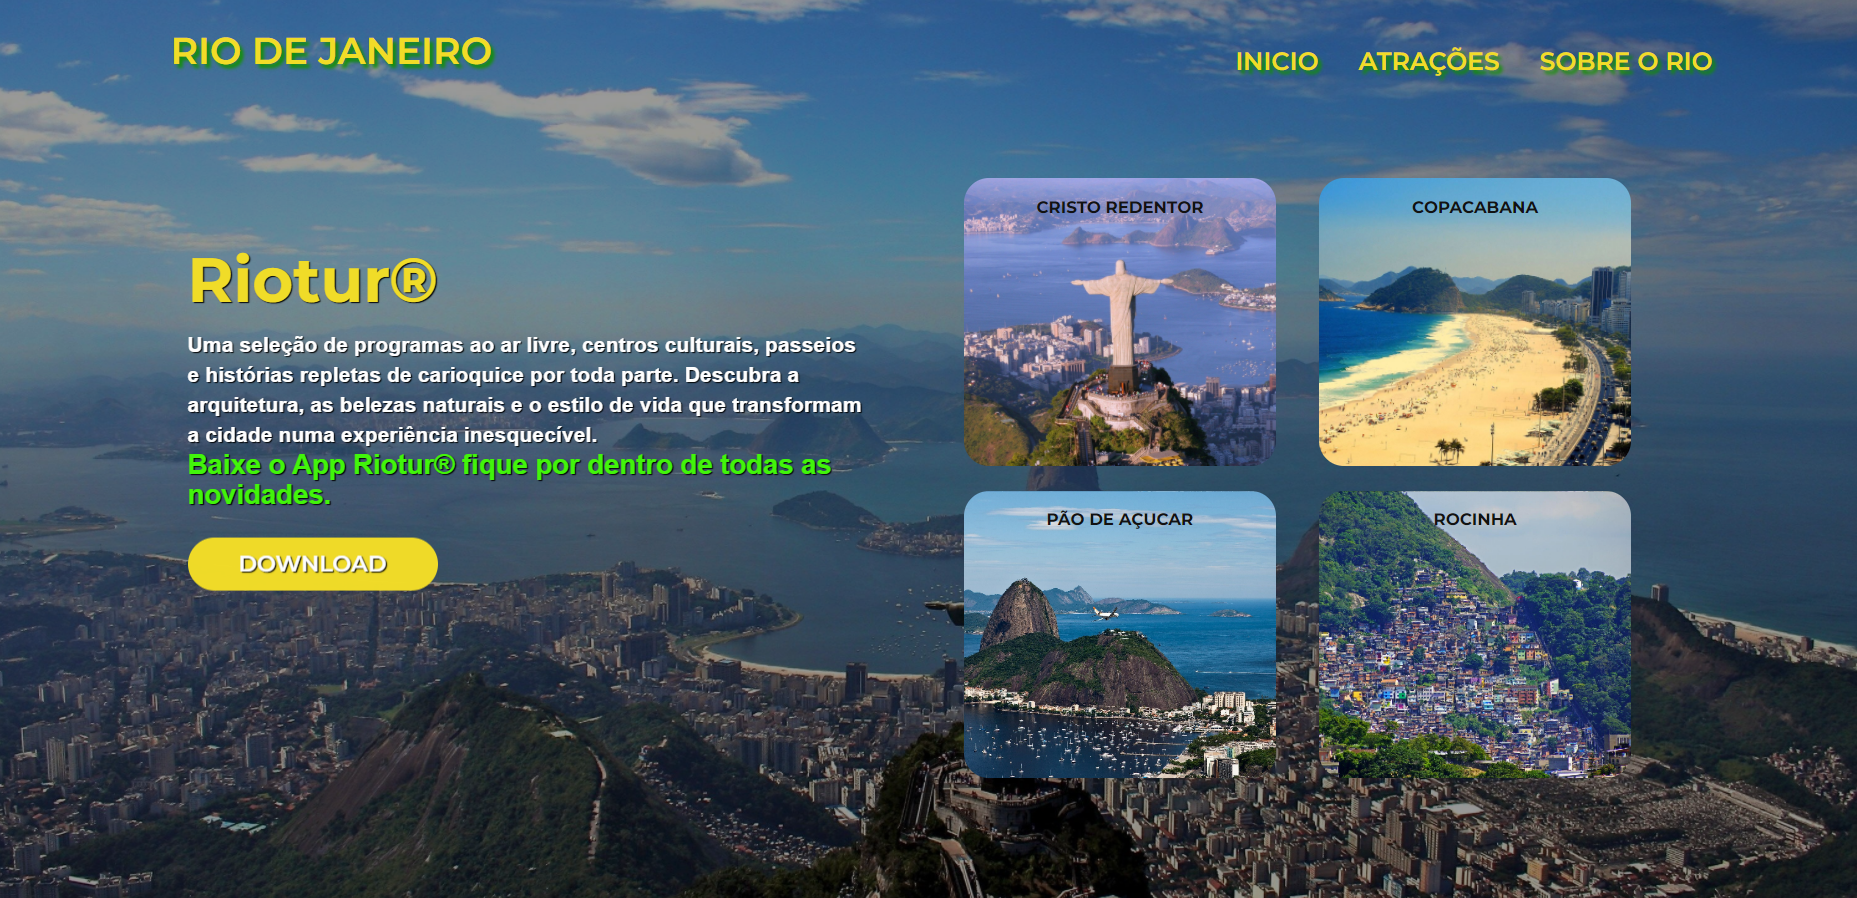 RIO DE JANEIRO
INICIO
ATRAÇÕES
SOBRE O RIO
Riotur®
Uma seleção de programas ao ar livre, centros culturais, passeios
e histórias repletas de carioquice por toda parte. Descubra a
arquitetura, as belezas naturais e o estilo de vida que transformam
a cidade numa experiência inesquecível.
Baixe o App Riotur® fique por dentro de todas as
novidades.
DOWNLOAD
CRISTO REDENTOR
COPACABANA
PÃO DE AÇUCAR
ROCINHA